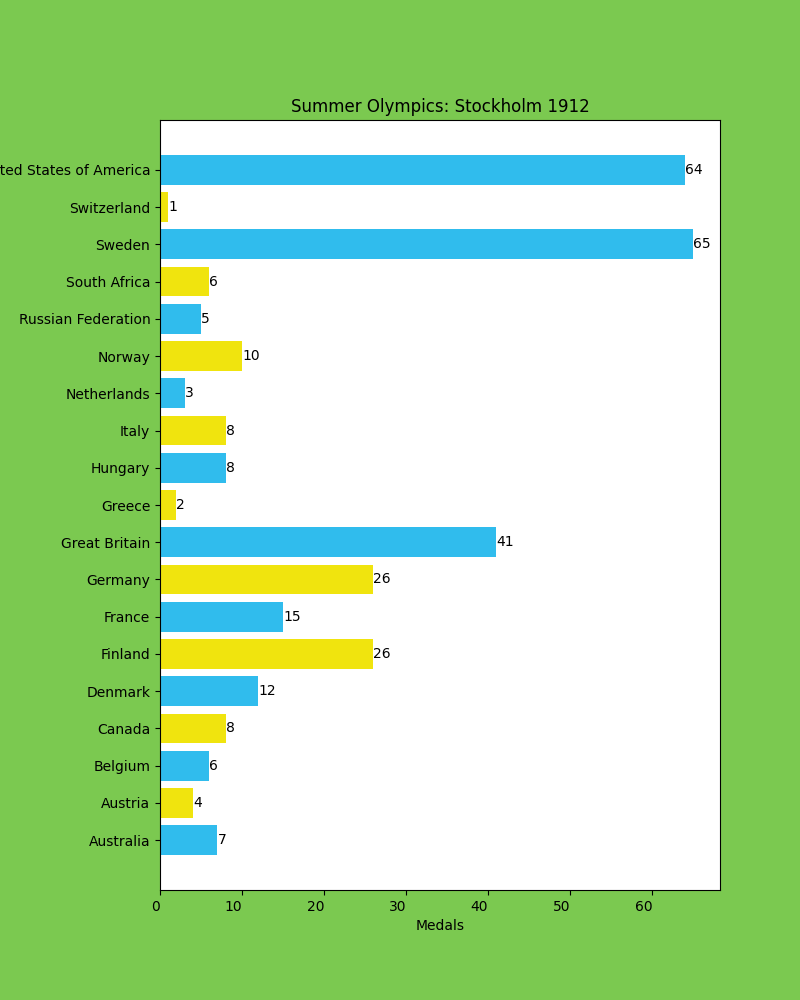 Summer Olympics: Stockholm 1912
ted States of America 64
Switzerland 1
Sweden 65
South Africa 6
Russian Federation 5
Norway 10
Netherlands 3
Italy 8
Hungary 8
Greece 2
Great Britain 41
Germany 26
France 15
Finland 26
Denmark 12
Canada 8
Belgium 6
Austria 4
Australia 7
0 10 20 30 40 50 60
Medals